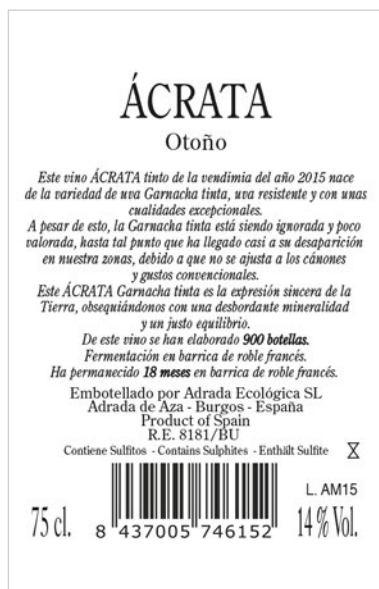 ÁCRATA
Otoño
Este vino ÁCRATA tinto de la vendimia del año 2015 nace
de la variedad de uva Garnacha tinta, uva resistente y con unas
cualidades excepcionales.
A pesar de esto, la Garnacha tinta está siendo ignorada y poco
valorada, hasta tal punto que ha llegado casi a su desaparición
en nuestra zonas, debido a que no se ajusta a los cánones
y gustos convencionales.
Este ÁCRATA Garnacha tinta es la expresión sincera de la
Tierra, obsequiándonos con una desbordante mineralidad
y un justo equilibrio.
De este vino se han elaborado 900 botellas.
Fermentación en barrica de roble francés.
Ha permanecido 18 meses en barrica de roble francés.
Embotellado por Adrada Ecológica SL
Adrada de Aza - Burgos - España
Product of Spain
R.E. 8181/BU
Contiene Sulfitos - Contains Sulphites - Enthält Sulfite
L. AM15
75 cl.
8 437005 746152
14 % Vol.